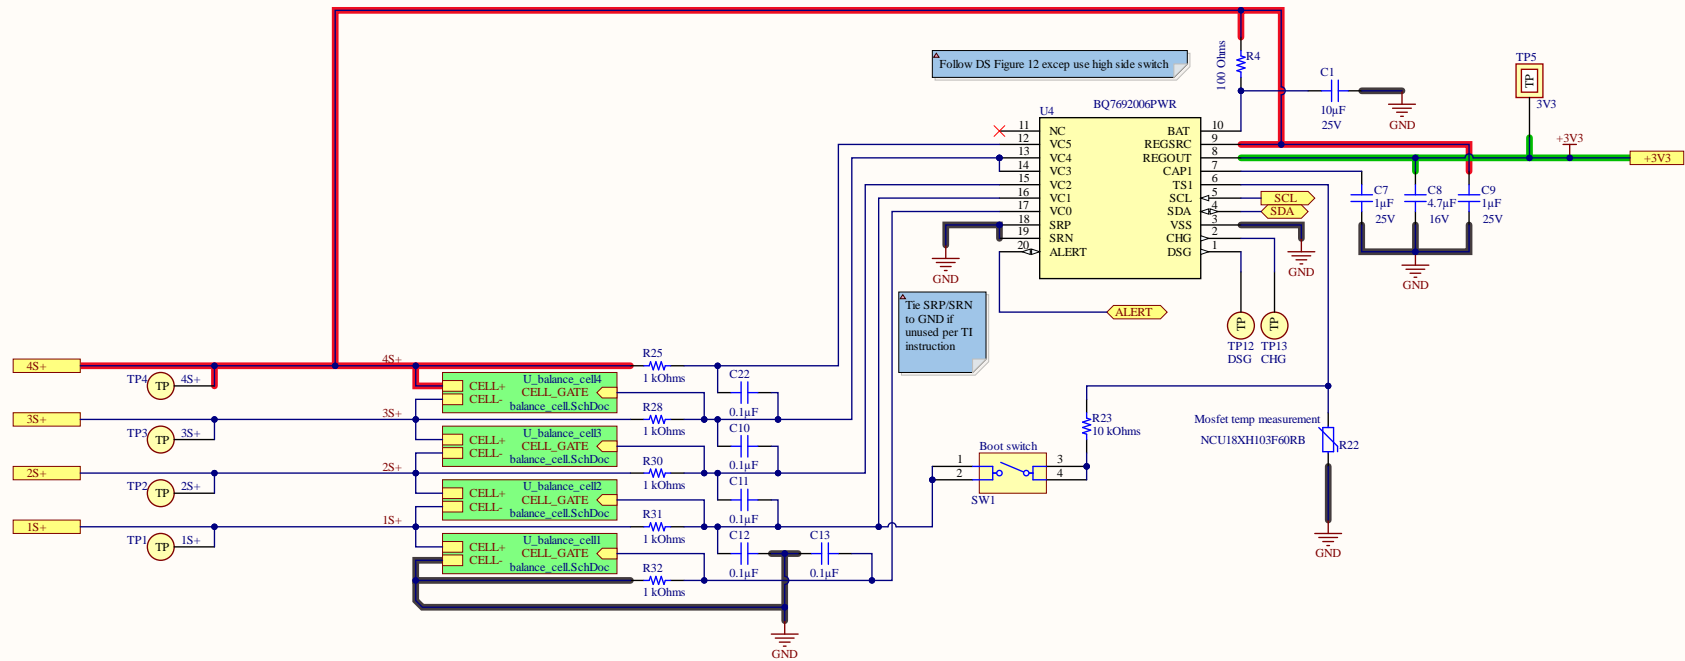 Follow DS Figure 12 excep use high side switch
100 Ohms
R4
C1
10µF
25V
GND
TP5
TP
3V3
+3V3
+3V3
BQ7692006PWR
U4
11 NC
12 VC5
13 VC4
14 VC3
15 VC2
16 VC1
17 VC0
18 SRP
19 SRN
20 ALERT
BAT 10
REGSRC 9
REGOUT 8
CAP1 7
TS1 6
SCL 5
SDA 4
VSS 3
CHG 2
DSG 1
SCL
SDA
C7
1µF
25V
C8
4.7µF
16V
C9
1µF
25V
GND
GND
GND
Tie SRP/SRN
to GND if
unused per TI
instruction
ALERT
TP
TP
TP12
TP13
DSG
CHG
4S+
4S+
TP4
TP
4S+
U_balance_cell4
CELL+
CELL_GATE
CELL-
balance_cell.SchDoc
R25
1 kOhms
C22
0.1µF
3S+
3S+
TP3
TP
3S+
U_balance_cell3
CELL+
CELL_GATE
CELL-
balance_cell.SchDoc
R28
1 kOhms
C10
0.1µF
2S+
2S+
TP2
TP
2S+
U_balance_cell2
CELL+
CELL_GATE
CELL-
balance_cell.SchDoc
R30
1 kOhms
C11
0.1µF
1S+
1S+
TP1
TP
1S+
U_balance_cell1
CELL+
CELL_GATE
CELL-
balance_cell.SchDoc
R31
1 kOhms
C12
0.1µF
C13
0.1µF
R32
1 kOhms
GND
Boot switch
1
2
3
4
SW1
R23
10 kOhms
Mosfet temp measurement
NCU18XH103F60RB
R22
GND